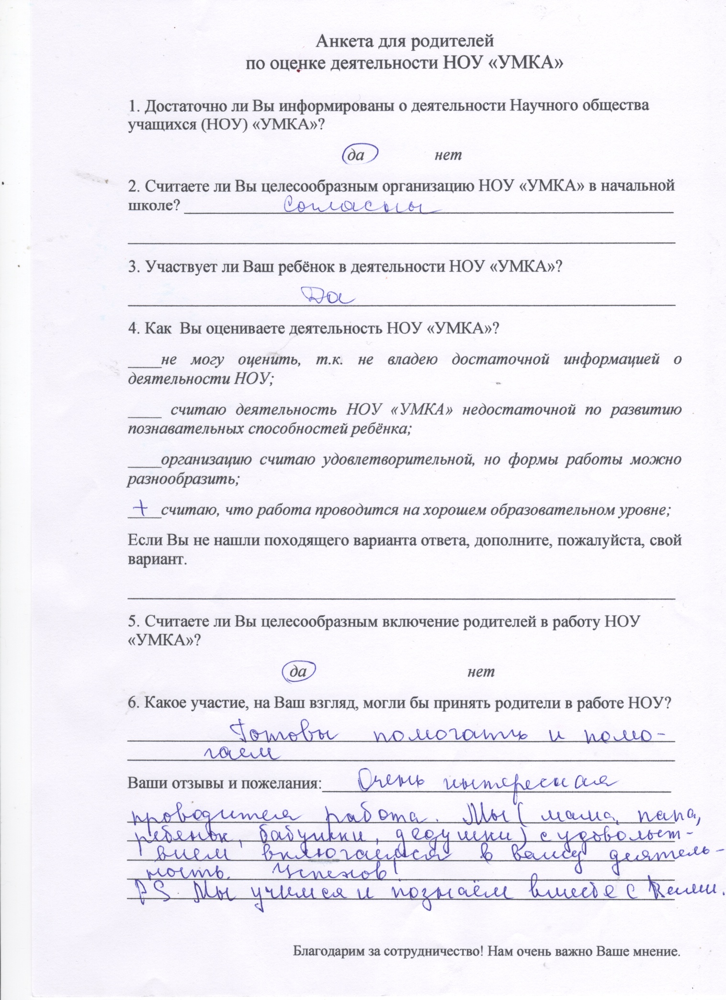 Анкета для родителей
по оценке деятельности НОУ «УМКА»
1. Достаточно ли Вы информированы о деятельности Научного общества
учащихся (НОУ) «УМКА»?
да нет
2. Считаете ли Вы целесообразным организацию НОУ «УМКА» в начальной
школе? Согласны
3. Участвует ли Ваш ребёнок в деятельности НОУ «УМКА»?
Да
4. Как Вы оцениваете деятельность НОУ «УМКА»?
____не могу оценить, т.к. не владею достаточной информацией о
деятельности НОУ;
____ считаю деятельность НОУ «УМКА» недостаточной по развитию
познавательных способностей ребёнка;
____организацию считаю удовлетворительной, но формы работы можно
разнообразить;
+ считаю, что работа проводится на хорошем образовательном уровне;
Если Вы не нашли походящего варианта ответа, дополните, пожалуйста, свой
вариант.
5. Считаете ли Вы целесообразным включение родителей в работу НОУ
«УМКА»?
да нет
6. Какое участие, на Ваш взгляд, могли бы принять родители в работе НОУ?
Готовы помогать и помо-
гаем
Ваши отзывы и пожелания: Очень интересная
проводится работа. Мы (мама, папа,
ребенок, бабушки, дедушки) с удовольст-
вием включаемся в вашу деятель-
ность. Успехов!
PS Мы учимся и познаём вместе с Вами.
Благодарим за сотрудничество! Нам очень важно Ваше мнение.